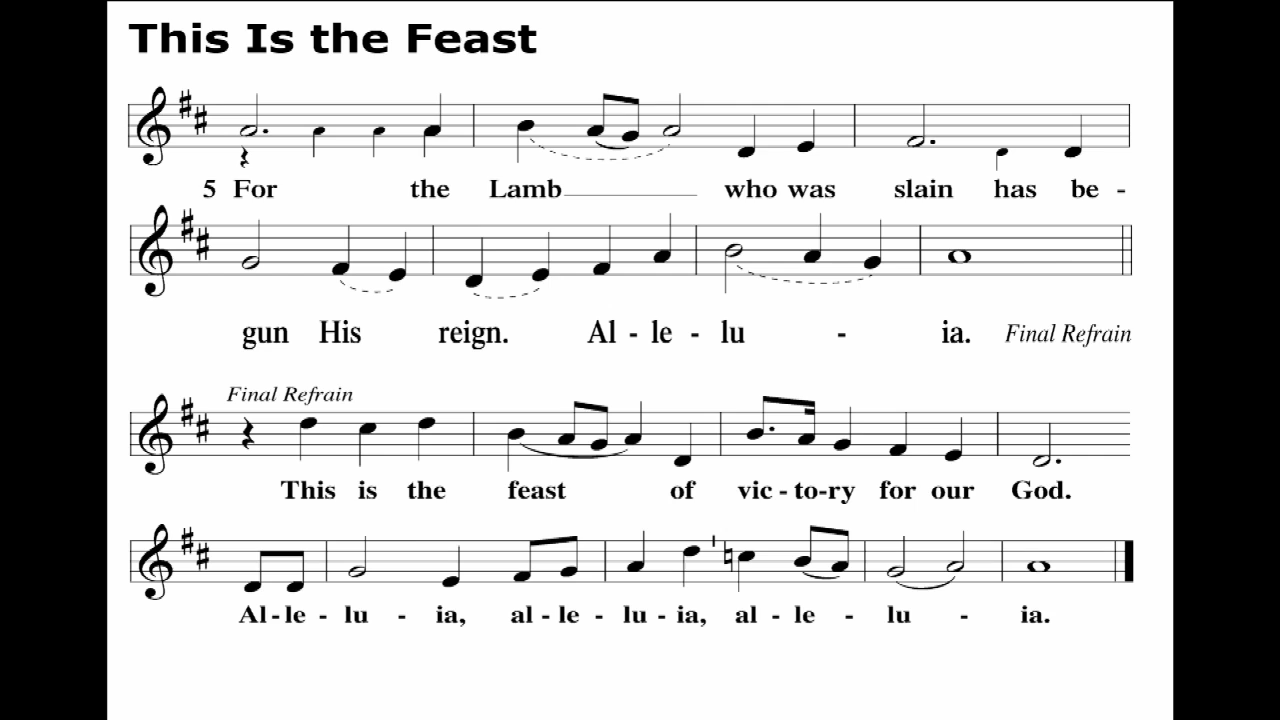 This Is the Feast
5 For the Lamb who was slain has be -
gun His reign. Al - le - lu - ia. Final Refrain
Final Refrain
This is the feast of vic - to - ry for our God.
Al - le - lu - ia, al - le - lu - ia, al - le - lu - ia.